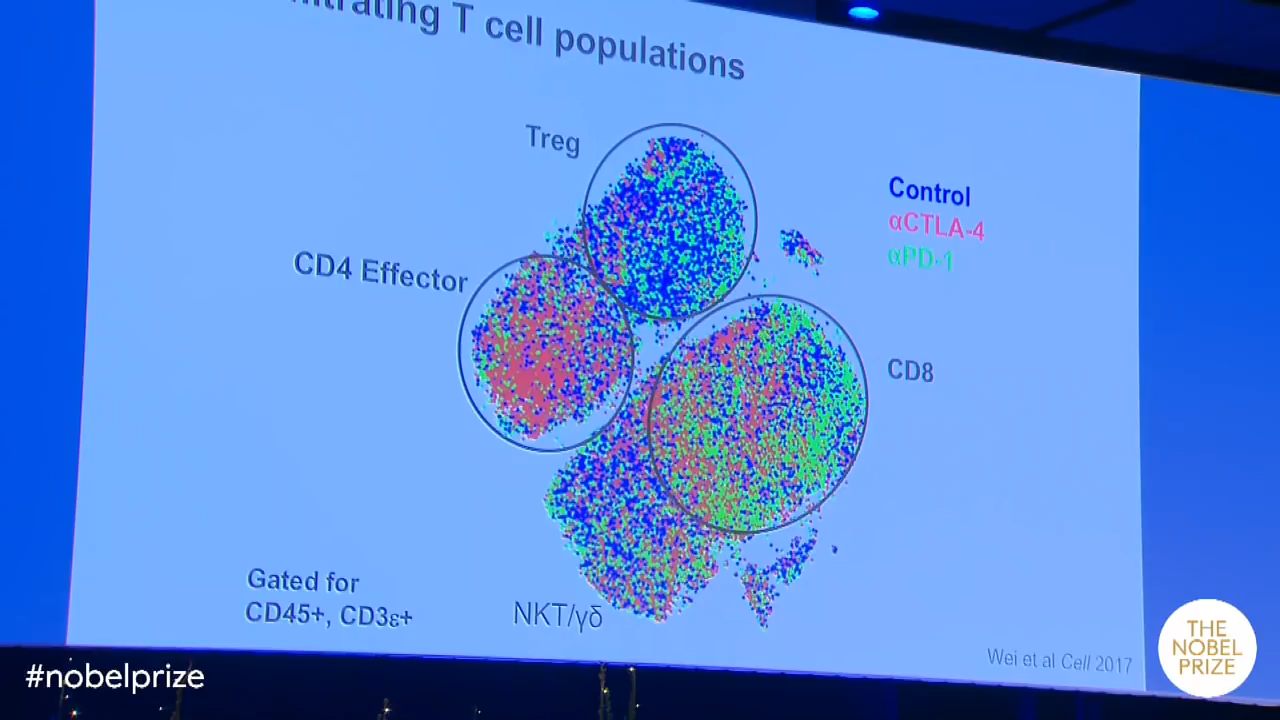 T cell populations
Treg
Control
αCTLA-4
αPD-1
CD4 Effector
CD8
Gated for
CD45+, CD3ε+
NKT/γδ
Wei et al Cell 2017
#nobelprize
THE
NOBEL
PRIZE